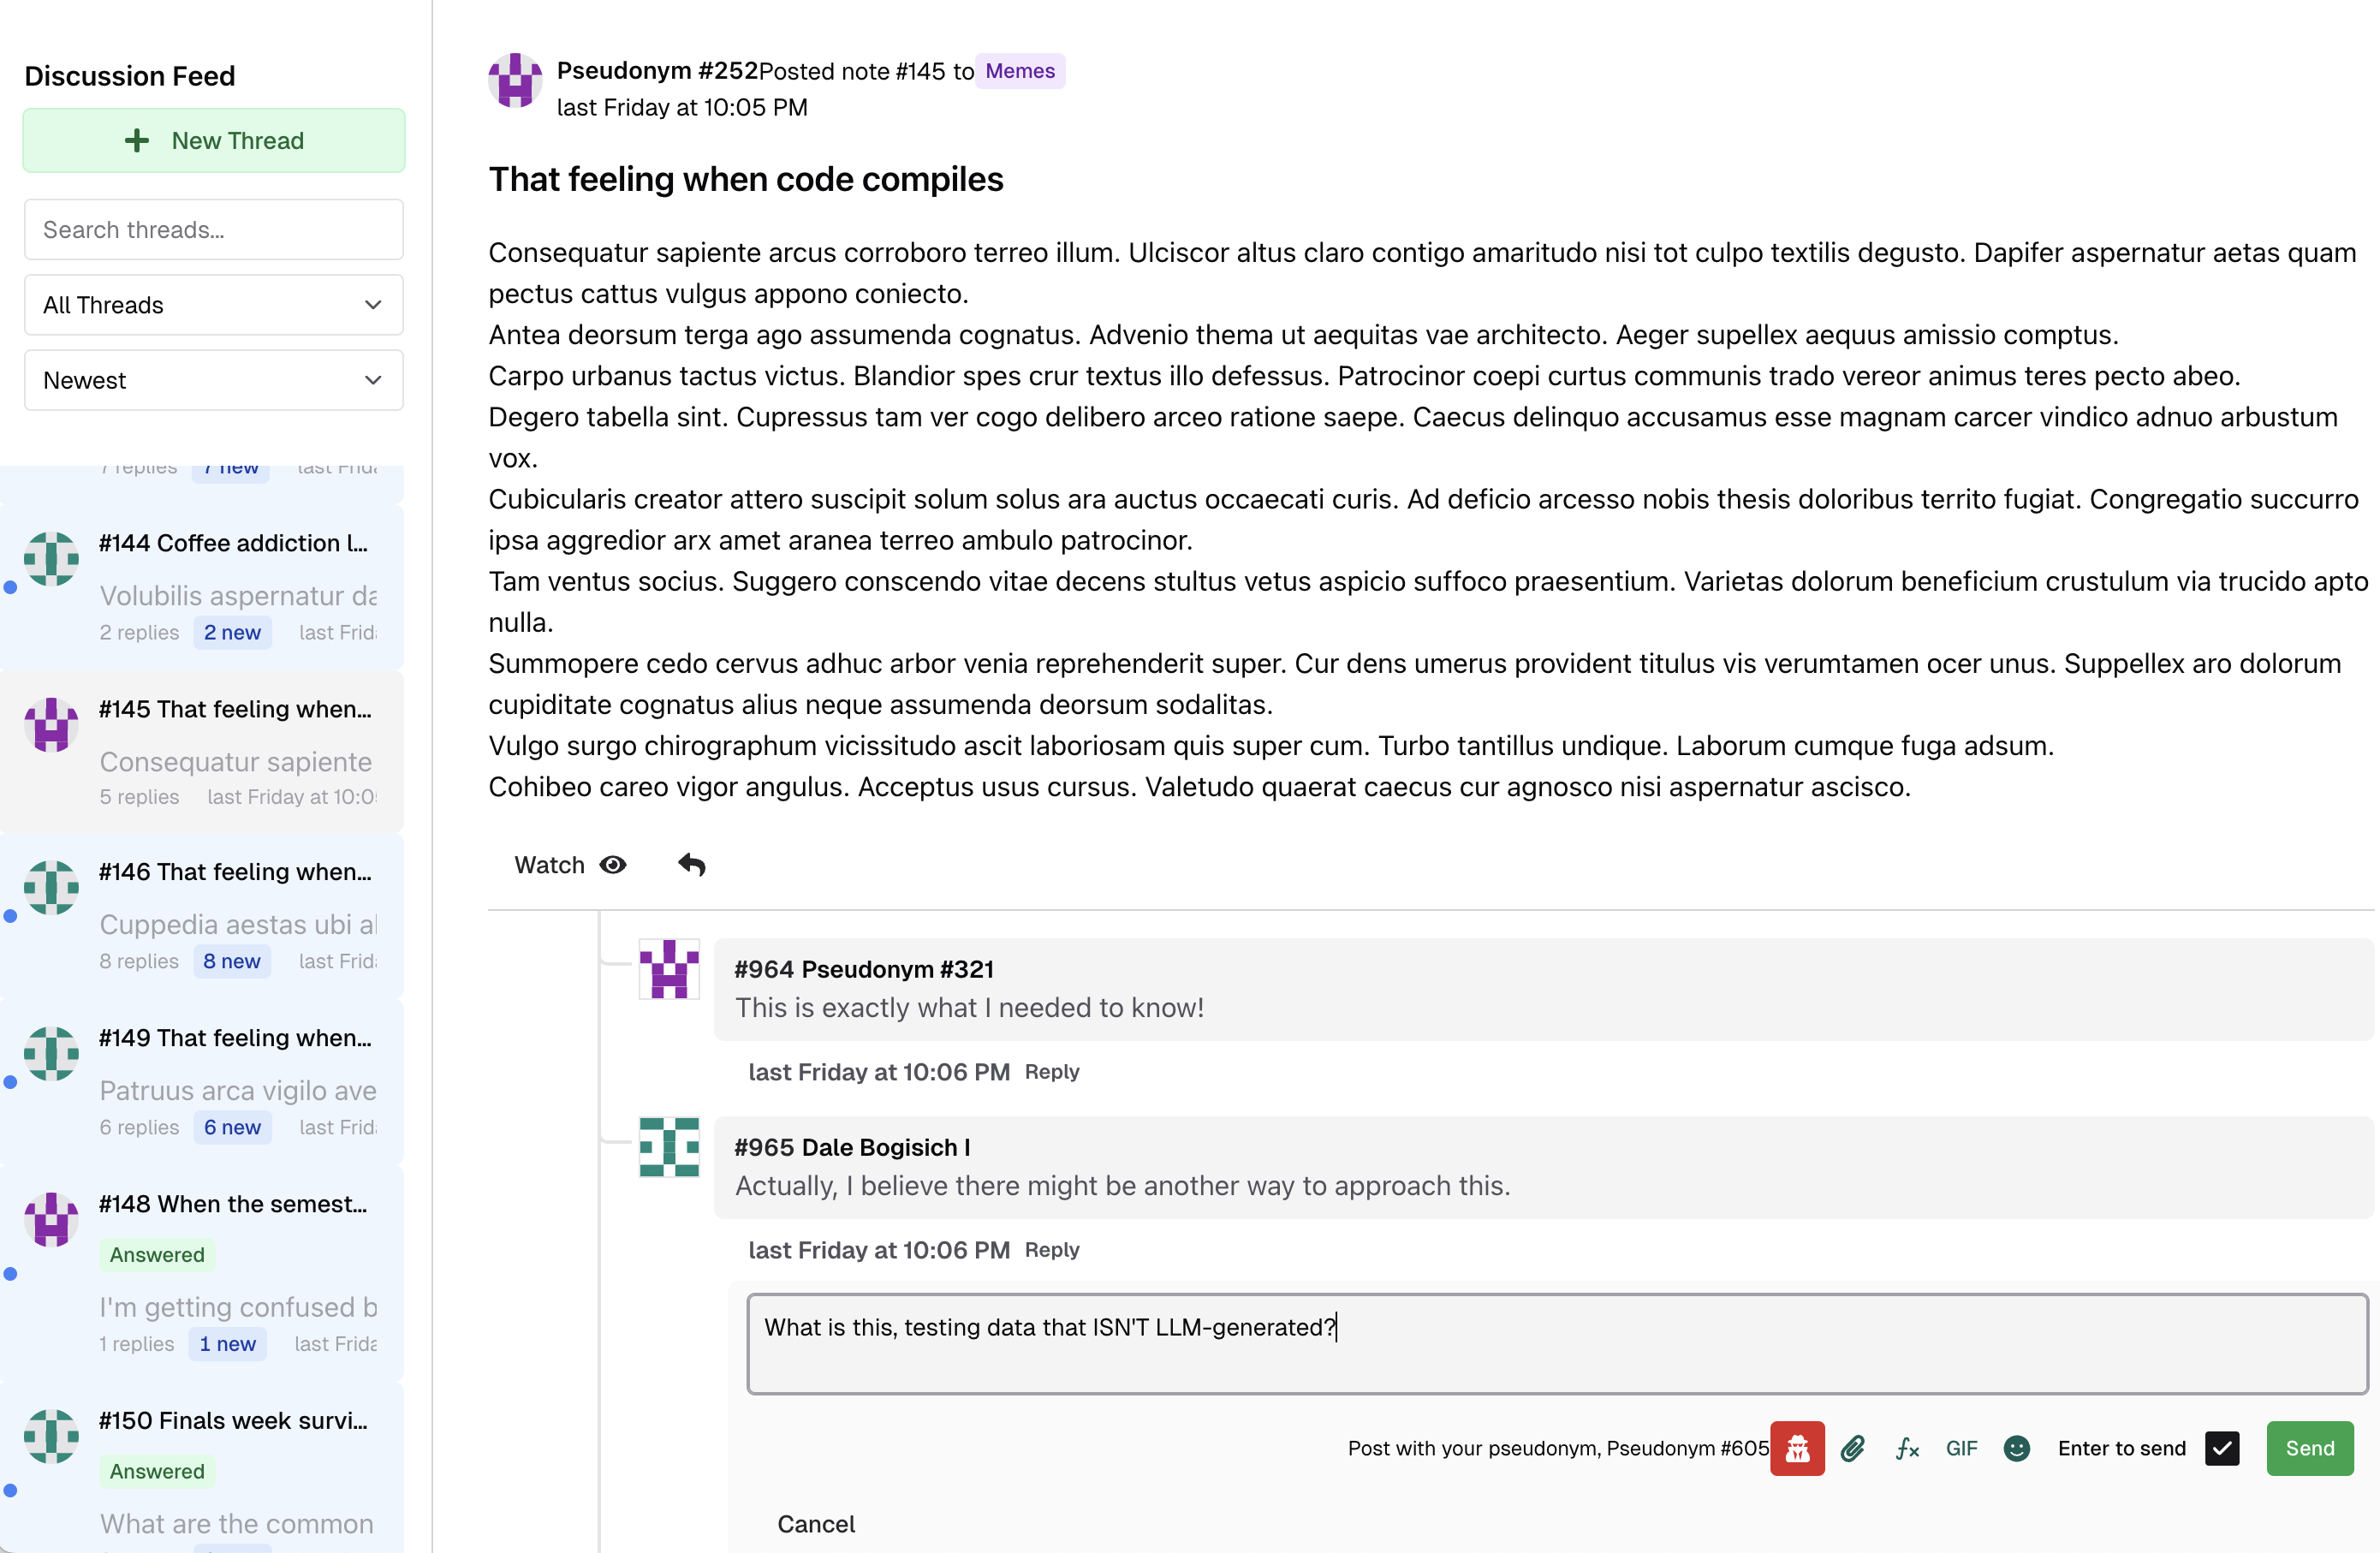 Discussion Feed
New Thread
Search threads...
All Threads
Newest
7 replies 7 new last Frida
#144 Coffee addiction l...
Volubilis aspernatur da
2 replies 2 new last Frida
#145 That feeling when...
Consequatur sapiente
5 replies last Friday at 10:05
#146 That feeling when...
Cuppedia aestas ubi al
8 replies 8 new last Frida
#149 That feeling when...
Patruus arca vigilo ave
6 replies 6 new last Frida
#148 When the semest...
Answered
I'm getting confused b
1 replies 1 new last Frida
#150 Finals week survi...
Answered
What are the common
Pseudonym #252Posted note #145 to Memes
last Friday at 10:05 PM
That feeling when code compiles
Consequatur sapiente arcus corroboro terreo illum. Ulciscor altus claro contigo amaritudo nisi tot culpo textilis degusto. Dapifer aspernatur aetas quam
pectus cattus vulgus appono coniecto.
Antea deorsum terga ago assumenda cognatus. Advenio thema ut aequitas vae architecto. Aeger supellex aequus amissio comptus.
Carpo urbanus tactus victus. Blandior spes crur textus illo defessus. Patrocinor coepi curtus communis trado vereor animus teres pecto abeo.
Degero tabella sint. Cupressus tam ver cogo delibero arceo ratione saepe. Caecus delinquo accusamus esse magnam carcer vindico adnuo arbustum
vox.
Cubicularis creator attero suscipit solum solus ara auctus occaecati curis. Ad deficio arcesso nobis thesis doloribus territo fugiat. Congregatio succurro
ipsa aggredior arx amet aranea terreo ambulo patrocinor.
Tam ventus socius. Suggero conscendo vitae decens stultus vetus aspicio suffoco praesentium. Varietas dolorum beneficium crustulum via trucido apto
nulla.
Summopere cedo cervus adhuc arbor venia reprehenderit super. Cur dens umerus provident titulus vis verumtamen ocer unus. Suppellex aro dolorum
cupiditate cognatus alius neque assumenda deorsum sodalitas.
Vulgo surgo chirographum vicissitudo ascit laboriosam quis super cum. Turbo tantillus undique. Laborum cumque fuga adsum.
Cohibeo careo vigor angulus. Acceptus usus cursus. Valetudo quaerat caecus cur agnosco nisi aspernatur ascisco.
Watch
#964 Pseudonym #321
This is exactly what I needed to know!
last Friday at 10:06 PM Reply
#965 Dale Bogisich I
Actually, I believe there might be another way to approach this.
last Friday at 10:06 PM Reply
What is this, testing data that ISN'T LLM-generated?
Post with your pseudonym, Pseudonym #605 fx GIF Enter to send Send
Cancel